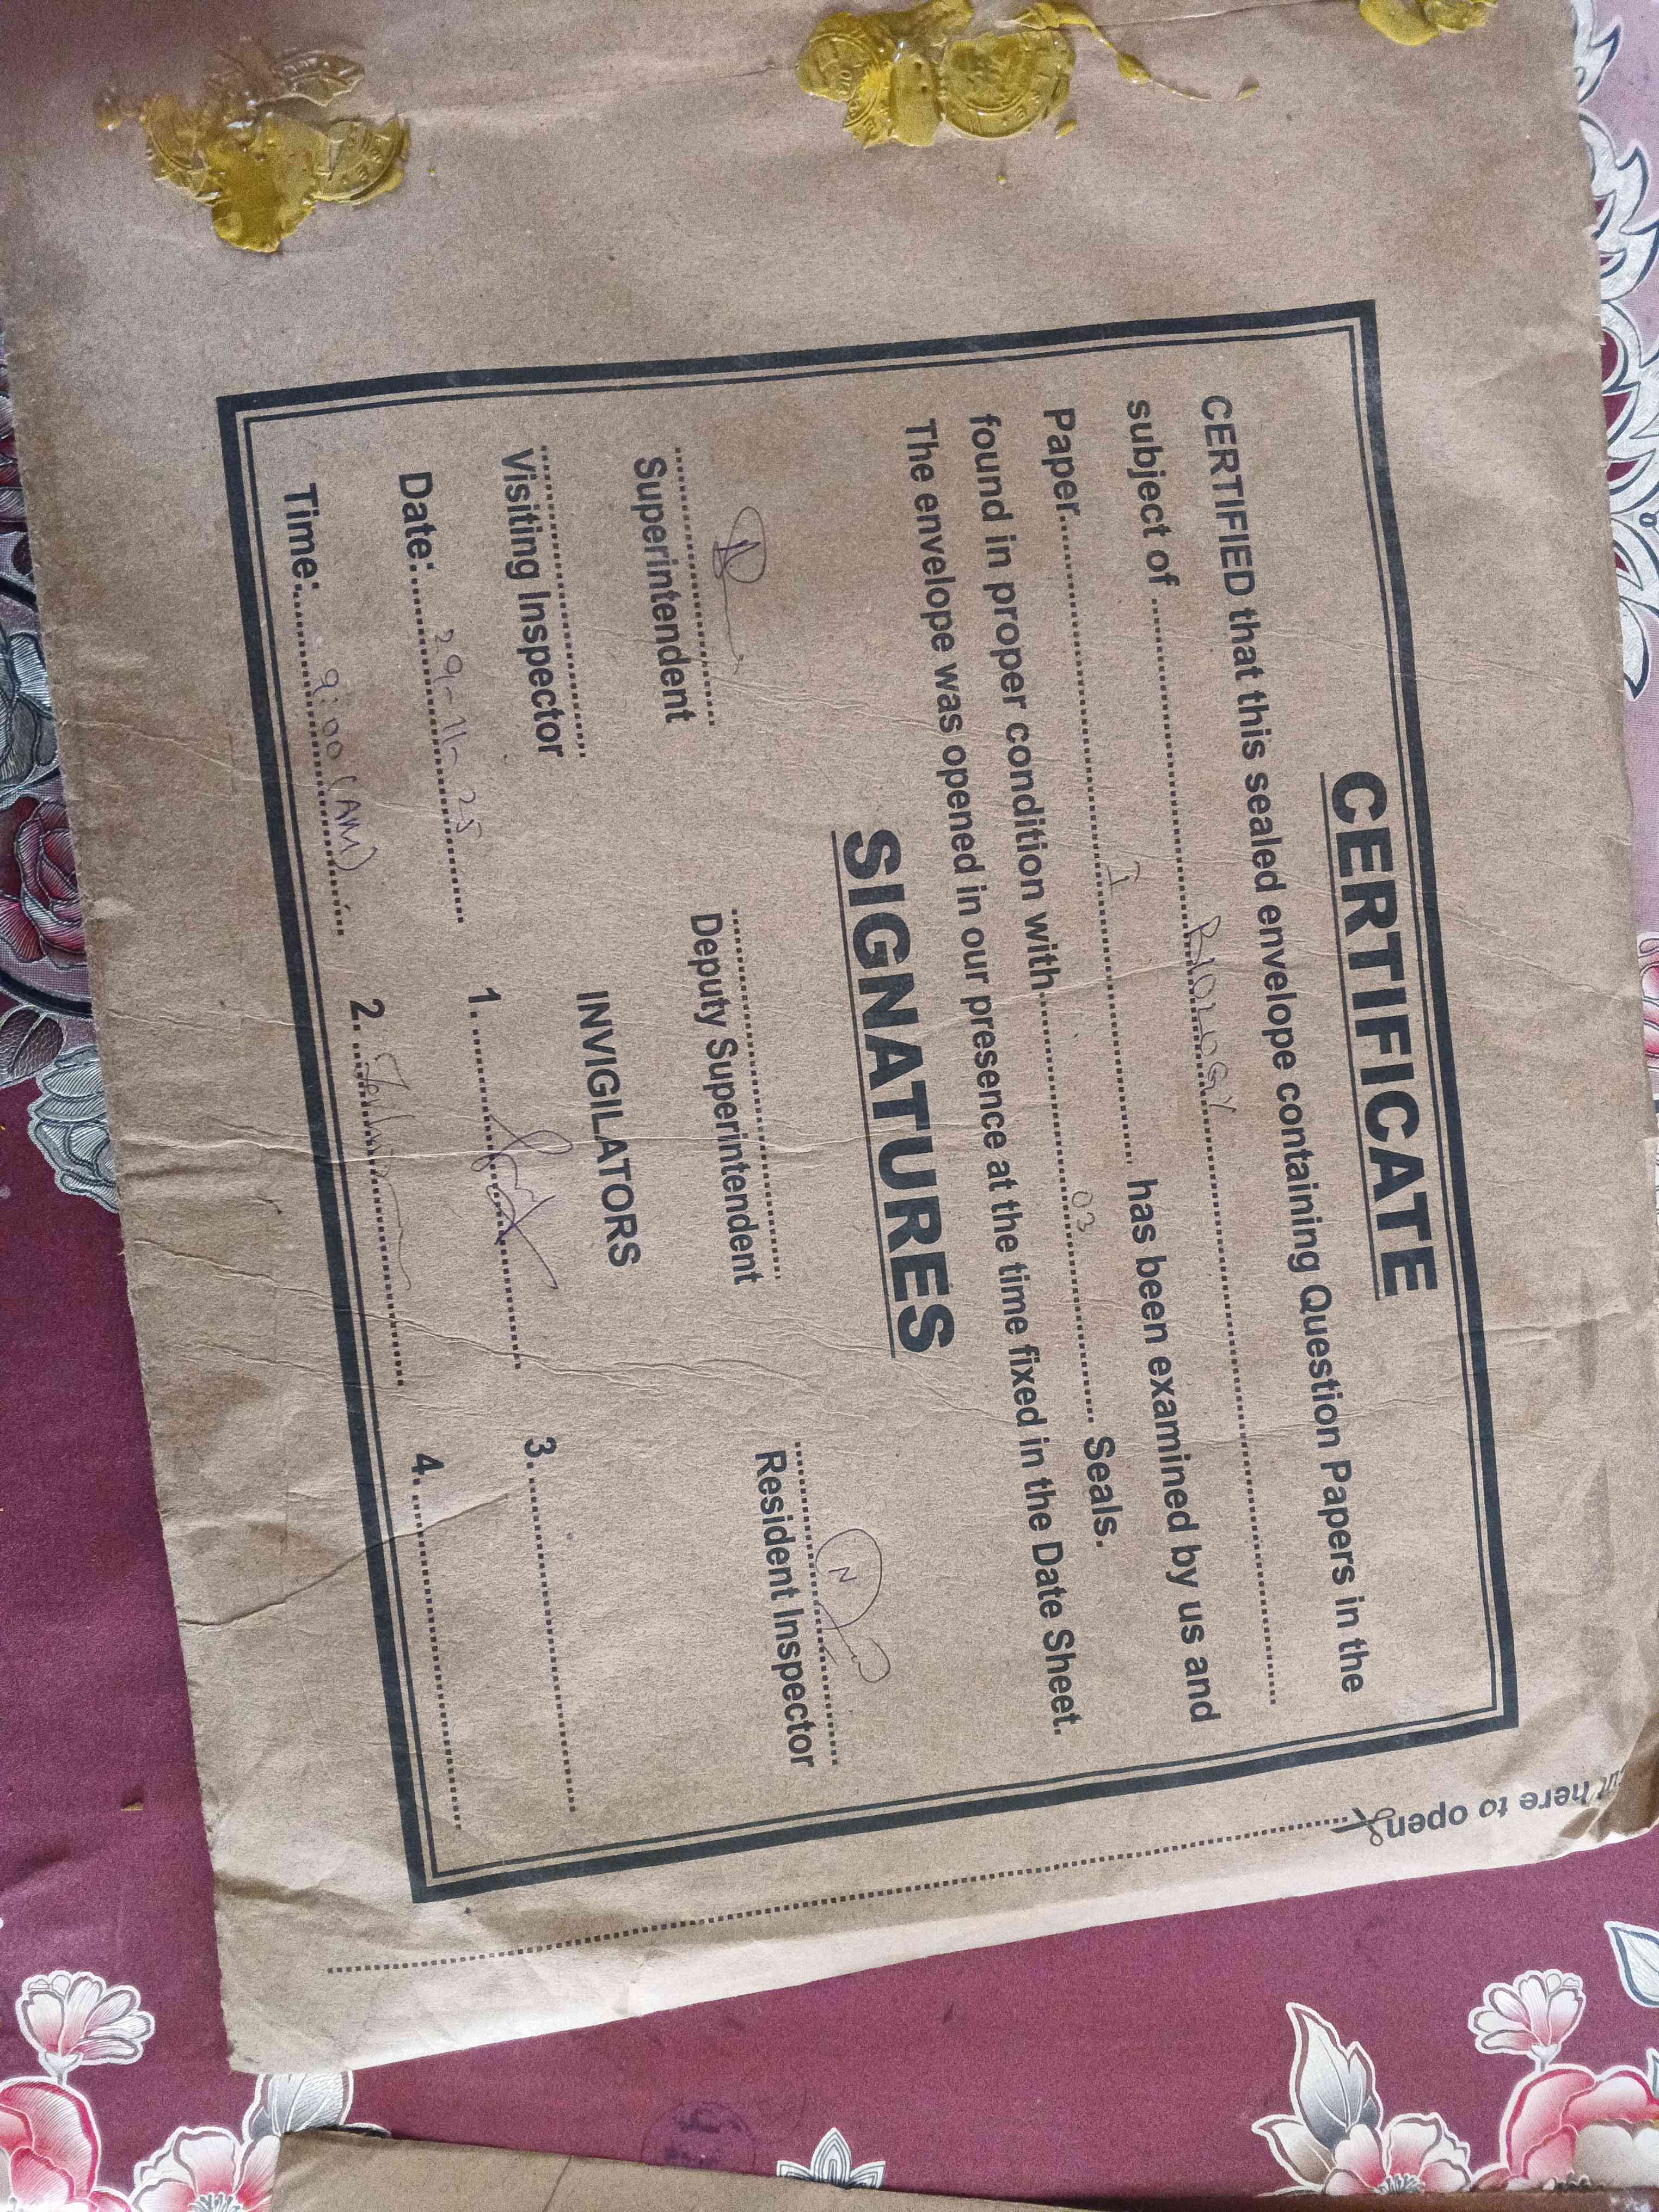 CERTIFICATE
CERTIFIED that this sealed envelope containing Question Papers in the
subject of ........ BIOLOGY ........
Paper........ I ........ has been examined by us and
found in proper condition with........ 03 ........ Seals.
The envelope was opened in our presence at the time fixed in the Date Sheet.
SIGNATURES
Superintendent
Deputy Superintendent
Resident Inspector
Visiting Inspector
INVIGILATORS
Date:........ 29-11-25
Time:........ 9:00 (AM)
1.
2.
3.
4.
here to open